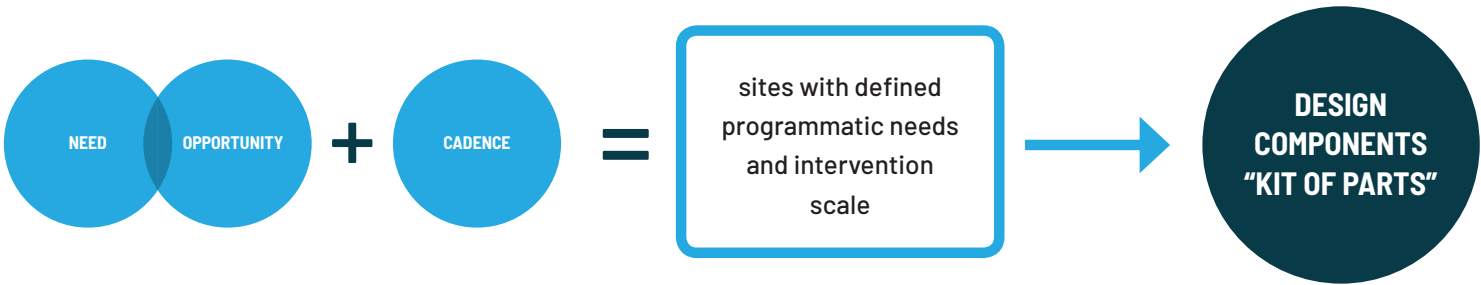 NEED
OPPORTUNITY
+
CADENCE
=
sites with defined
programmatic needs
and intervention
scale
DESIGN
COMPONENTS
“KIT OF PARTS”